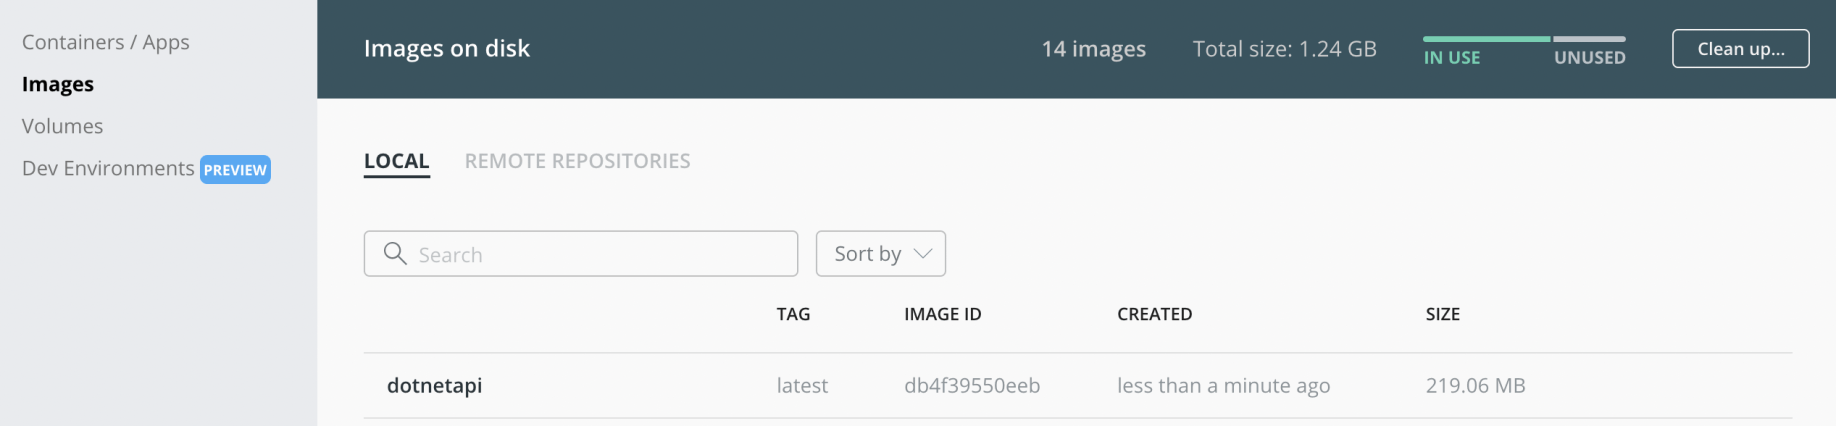 Containers / Apps
Images
Volumes
Dev Environments PREVIEW
Images on disk
14 images
Total size: 1.24 GB
IN USE
UNUSED
Clean up...
LOCAL
REMOTE REPOSITORIES
Search
Sort by
TAG IMAGE ID CREATED SIZE
dotnetapi latest db4f39550eeb less than a minute ago 219.06 MB